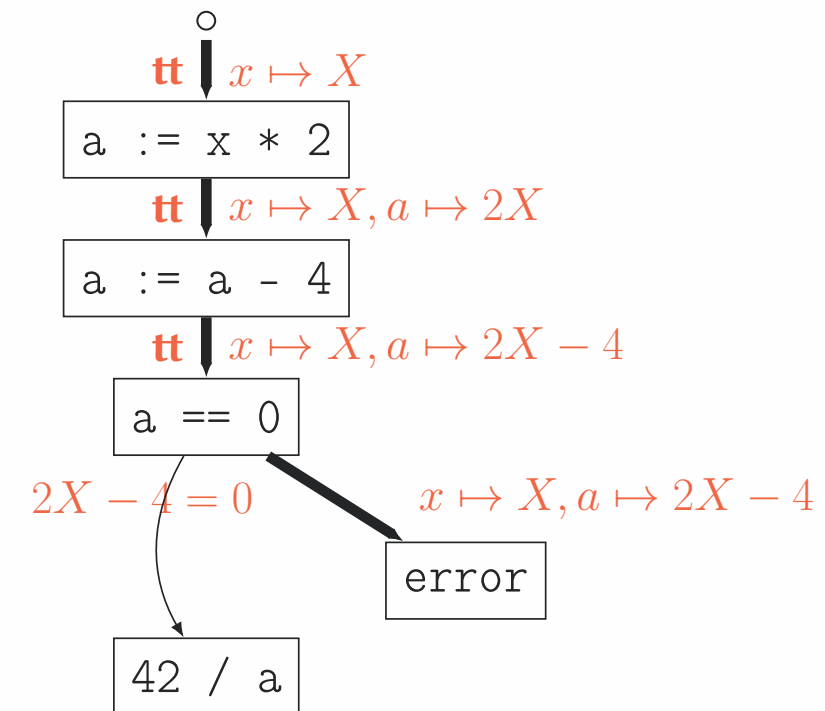 tt x ↦ X
a := x * 2
tt x ↦ X, a ↦ 2X
a := a - 4
tt x ↦ X, a ↦ 2X − 4
a == 0
2X − 4 = 0 x ↦ X, a ↦ 2X − 4
error
42 / a